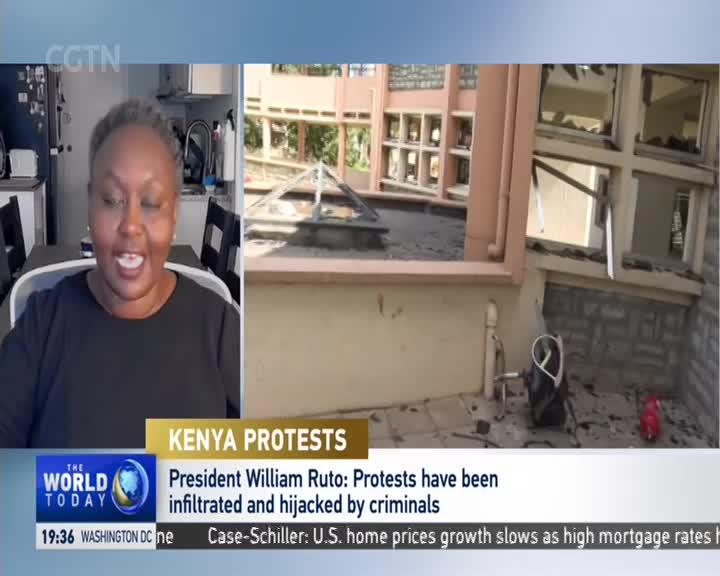 CGTN
KENYA PROTESTS
President William Ruto: Protests have been
infiltrated and hijacked by criminals
THE
WORLD
TODAY
19:36 WASHINGTON DC
ne Case-Schiller: U.S. home prices growth slows as high mortgage rates h